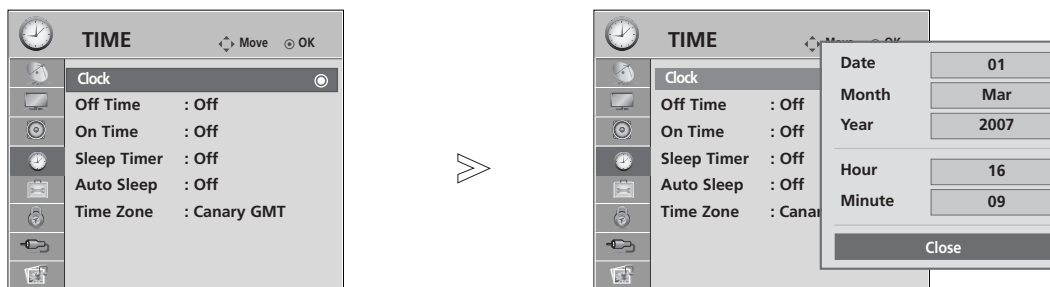 TIME
Move OK
Clock
Off Time : Off
On Time : Off
Sleep Timer : Off
Auto Sleep : Off
Time Zone : Canary GMT
>
TIME
Move OK
Clock
Off Time : Off
On Time : Off
Sleep Timer : Off
Auto Sleep : Off
Time Zone : Canar
Date 01
Month Mar
Year 2007
Hour 16
Minute 09
Close